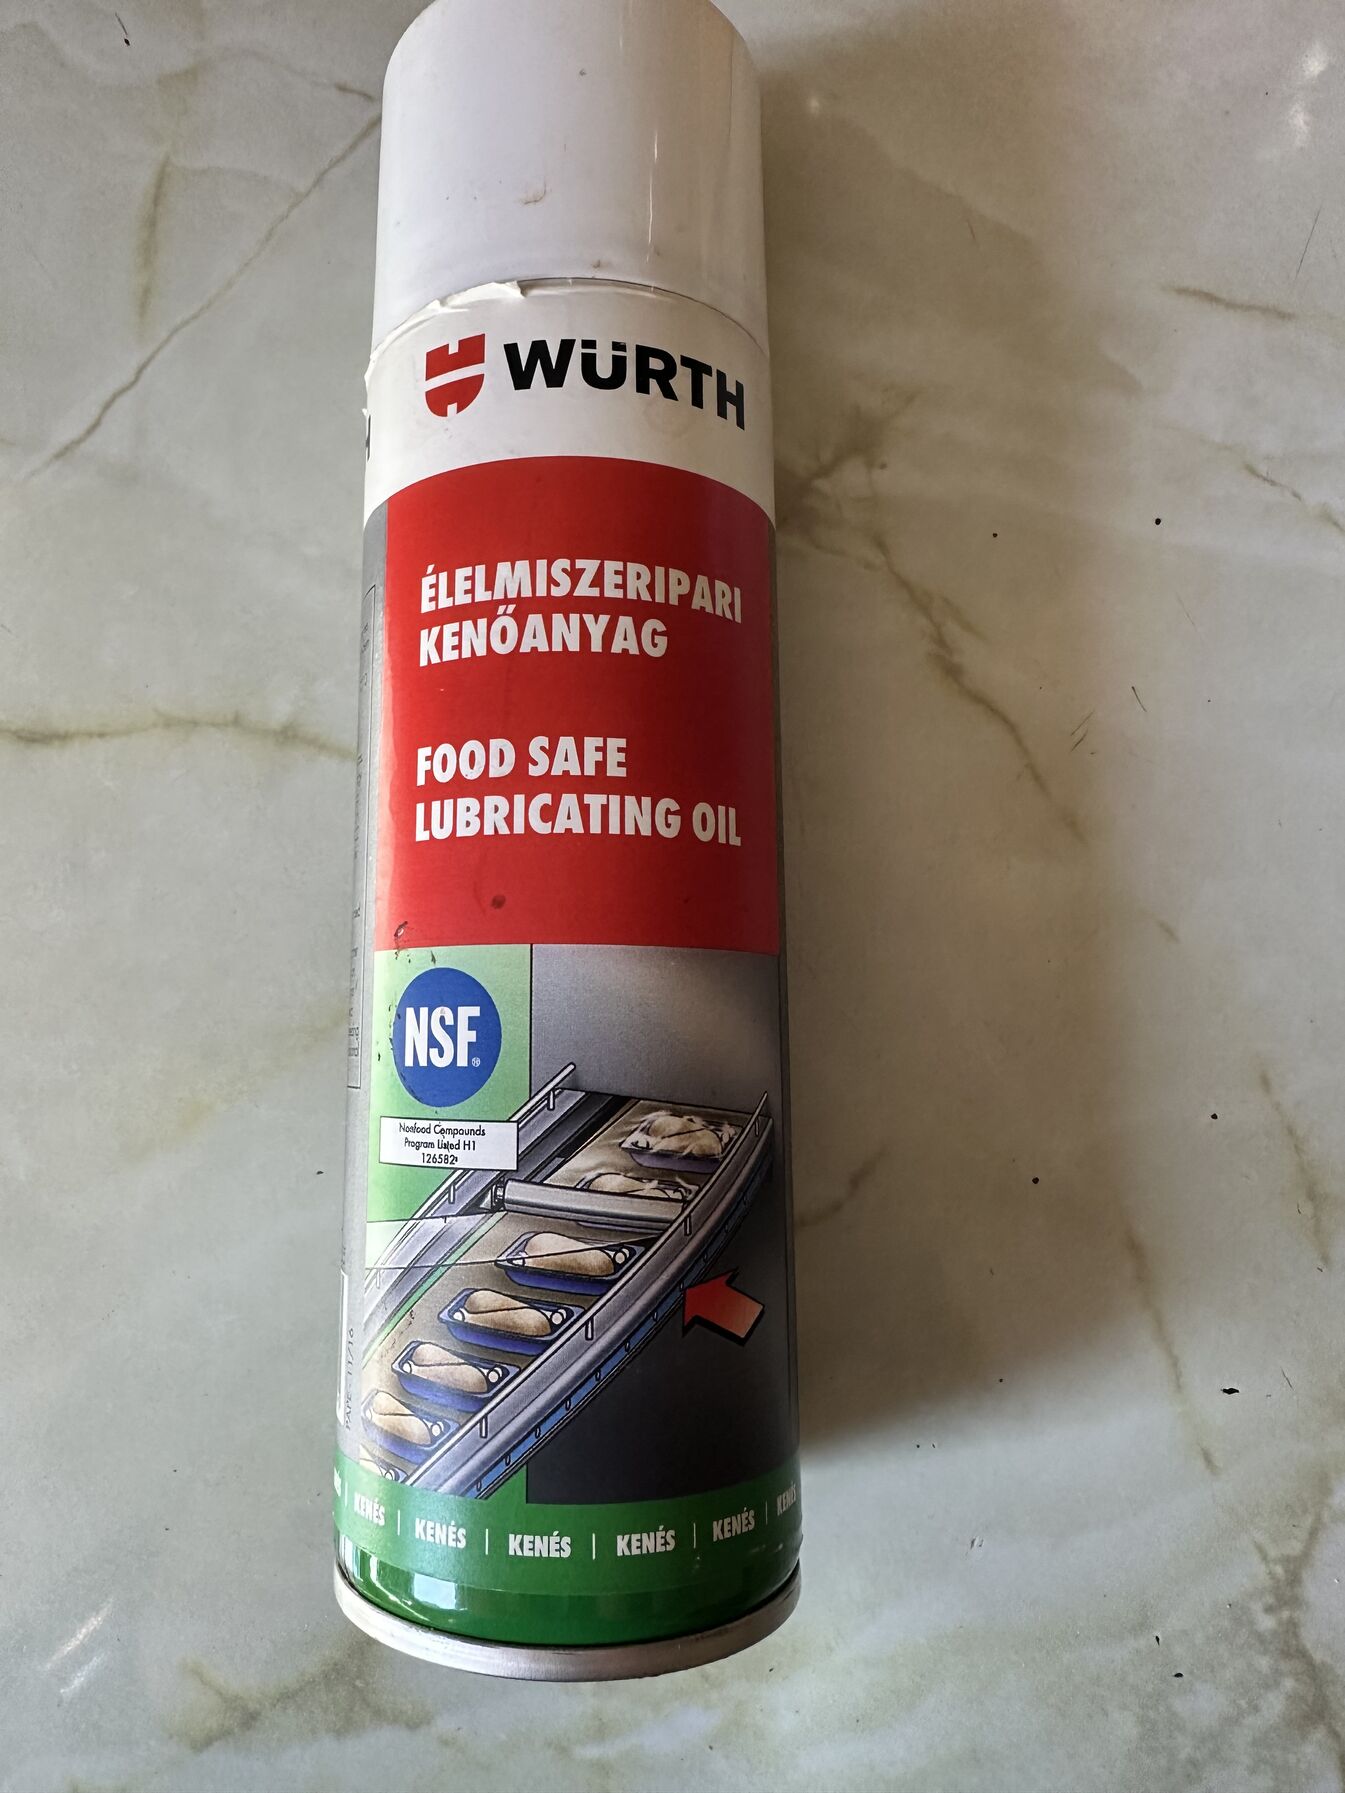 WÜRTH
ÉLELMISZERIPARI
KENŐANYAG
FOOD SAFE
LUBRICATING OIL
NSF
Nonfood Compounds
Program Listed H1
126582
KENÉS | KENÉS | KENÉS | KENÉS | KENÉS | KENÉS